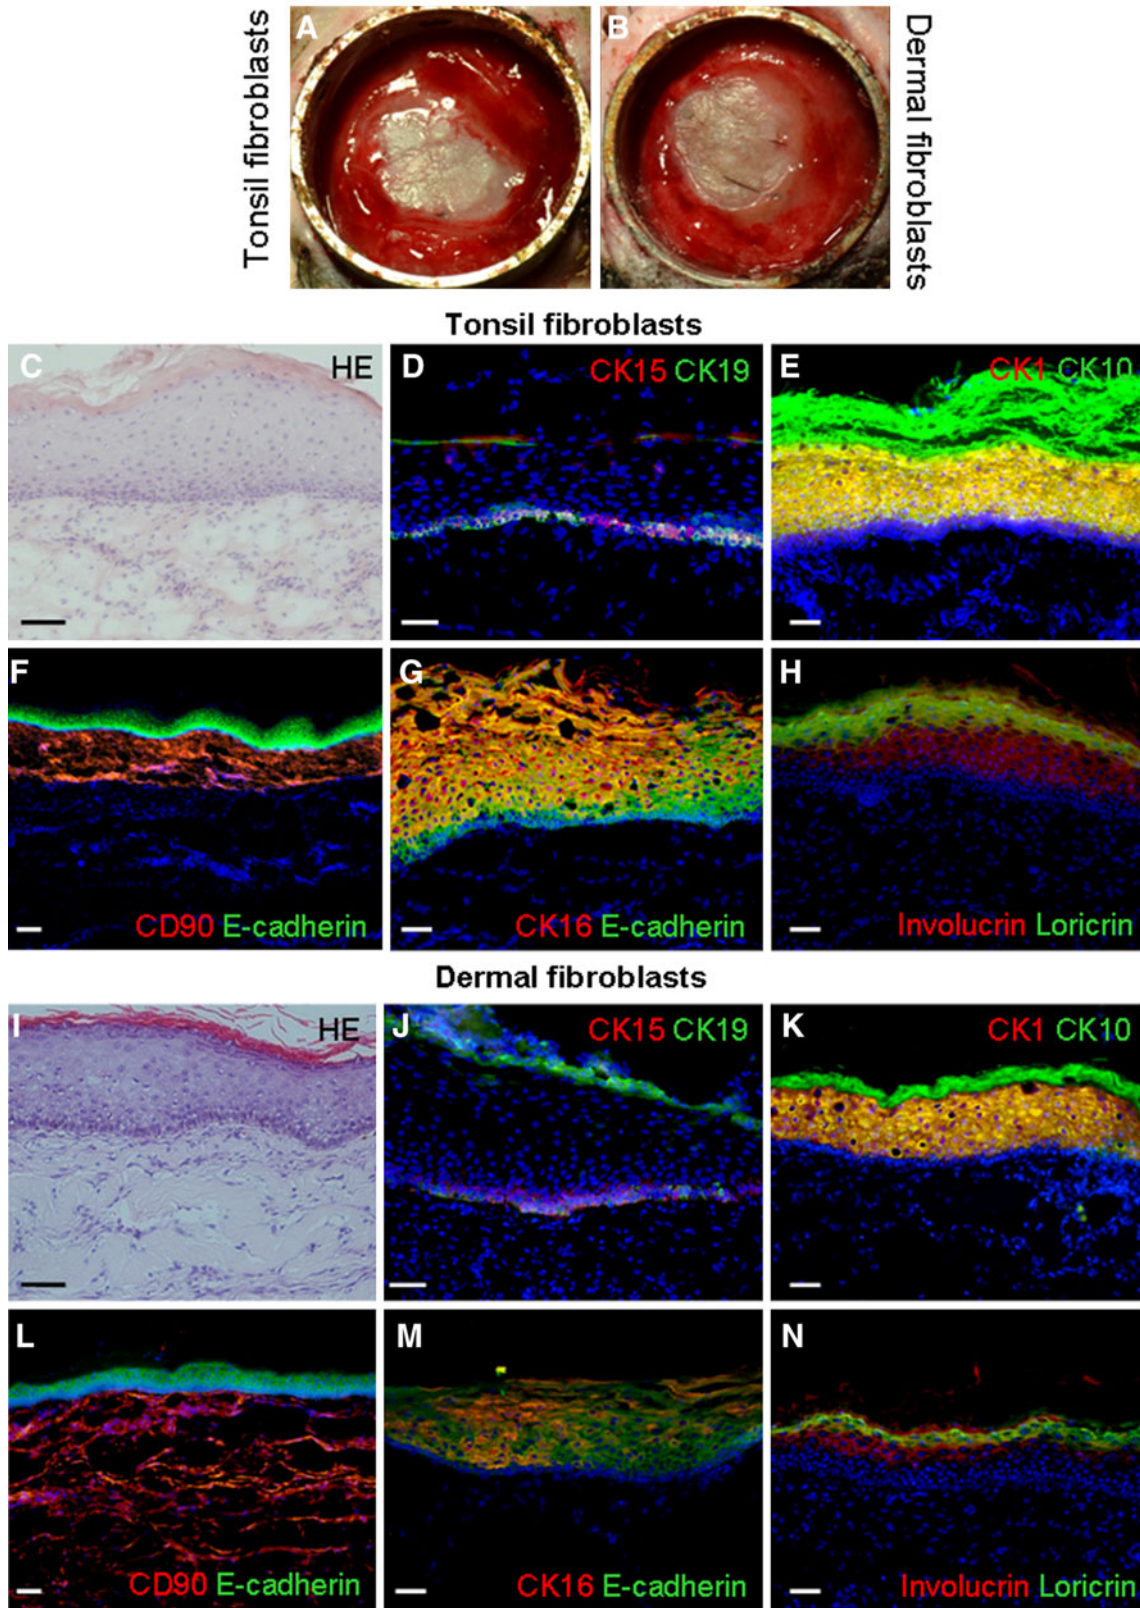 Tonsil fibroblasts
A
B
Dermal fibroblasts
Tonsil fibroblasts
C
HE
D
CK15 CK19
E
CK1 CK10
F
CD90 E-cadherin
G
CK16 E-cadherin
H
Involucrin Loricrin
Dermal fibroblasts
I
HE
J
CK15 CK19
K
CK1 CK10
L
CD90 E-cadherin
M
CK16 E-cadherin
N
Involucrin Loricrin